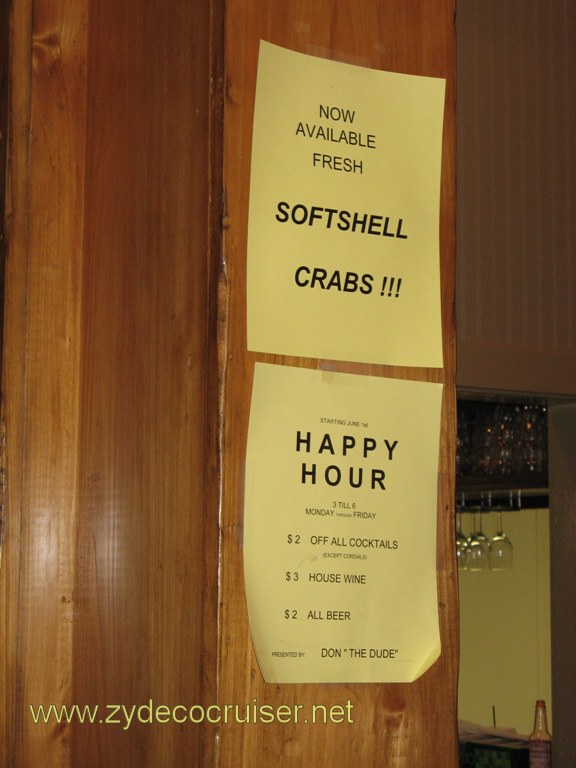 NOW
AVAILABLE
FRESH
SOFTSHELL
CRABS !!!
STARTING JUNE 1st
HAPPY
HOUR
3 TILL 6
MONDAY THROUGH FRIDAY
$2 OFF ALL COCKTAILS
(EXCEPT CORDIALS)
$3 HOUSE WINE
$2 ALL BEER
PRESENTED BY DON "THE DUDE"
www.zydecocruiser.net